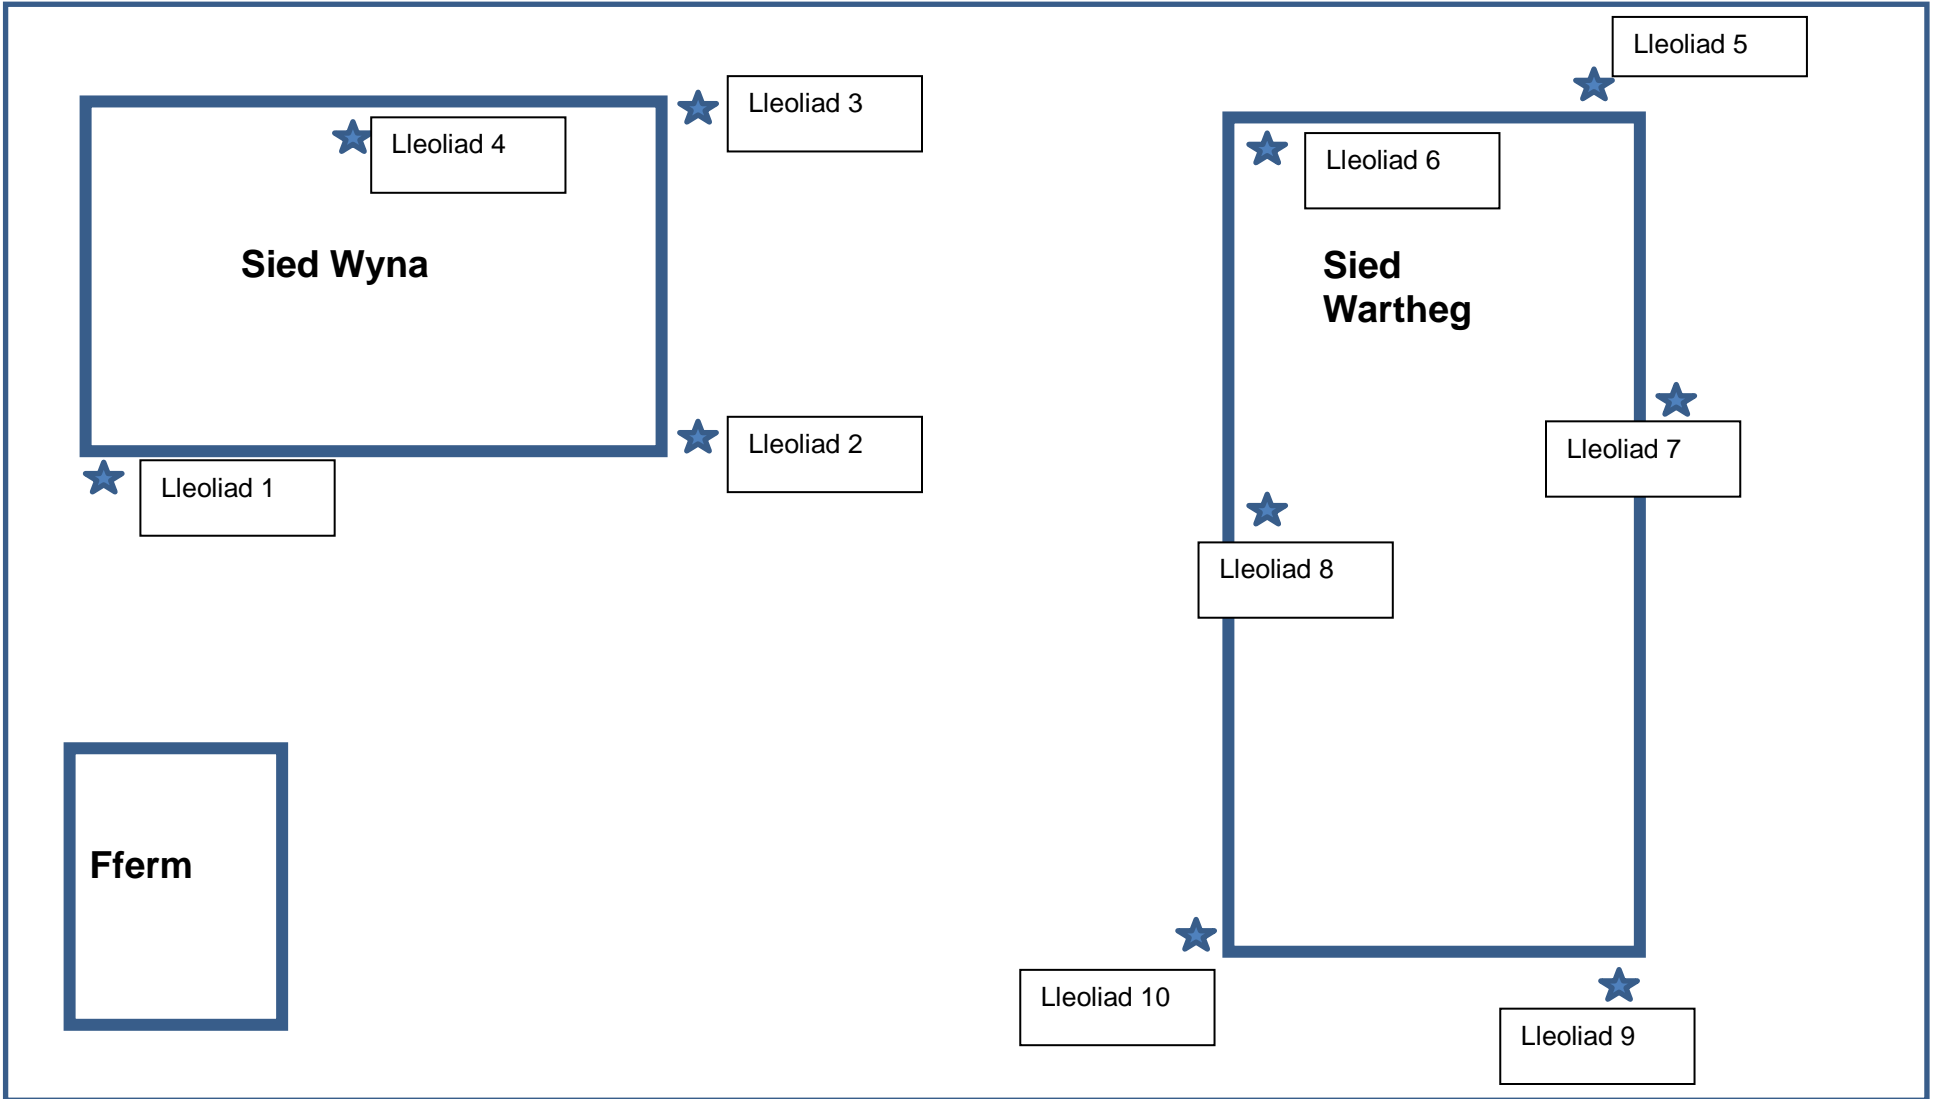 Lleoliad 5
Lleoliad 3
Lleoliad 4
Lleoliad 6
Sied Wyna
Sied
Wartheg
Lleoliad 2
Lleoliad 7
Lleoliad 1
Lleoliad 8
Fferm
Lleoliad 10
Lleoliad 9